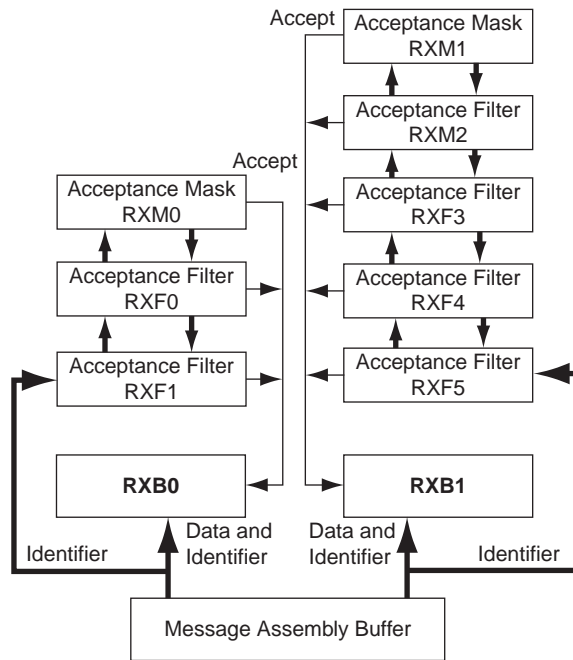 Accept
Acceptance Mask
RXM1
Acceptance Filter
RXM2
Accept
Acceptance Mask
RXM0
Acceptance Filter
RXF3
Acceptance Filter
RXF0
Acceptance Filter
RXF4
Acceptance Filter
RXF1
Acceptance Filter
RXF5
RXB0
RXB1
Identifier
Data and
Identifier
Data and
Identifier
Identifier
Message Assembly Buffer